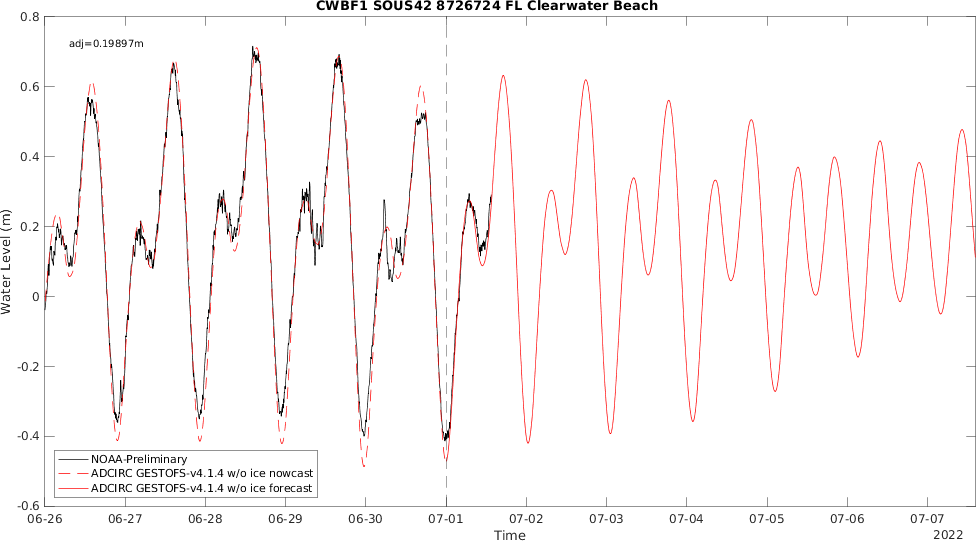 CWBF1 SOUS42 8726724 FL Clearwater Beach
adj=0.19897m
0.8
0.6
0.4
0.2
0
-0.2
-0.4
-0.6
Water Level (m)
NOAA-Preliminary
ADCIRC GESTOFS-v4.1.4 w/o ice nowcast
ADCIRC GESTOFS-v4.1.4 w/o ice forecast
06-26 06-27 06-28 06-29 06-30 07-01 07-02 07-03 07-04 07-05 07-06 07-07
Time
2022